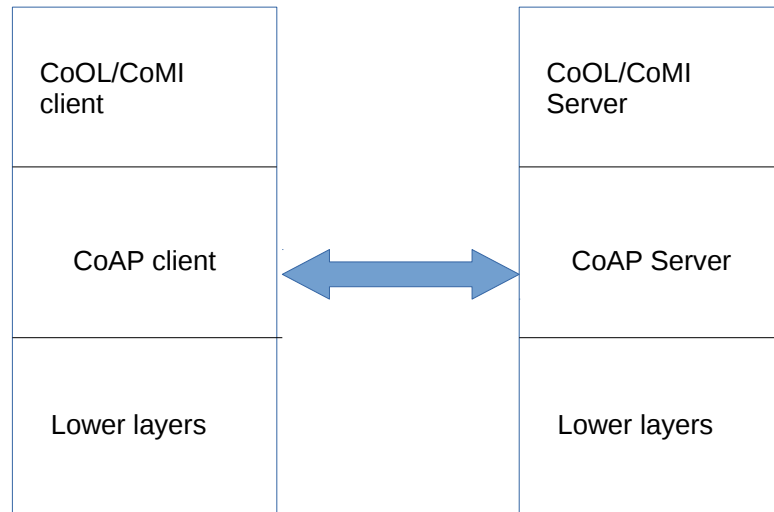 CoOL/CoMI
client
CoAP client
Lower layers
CoOL/CoMI
Server
CoAP Server
Lower layers